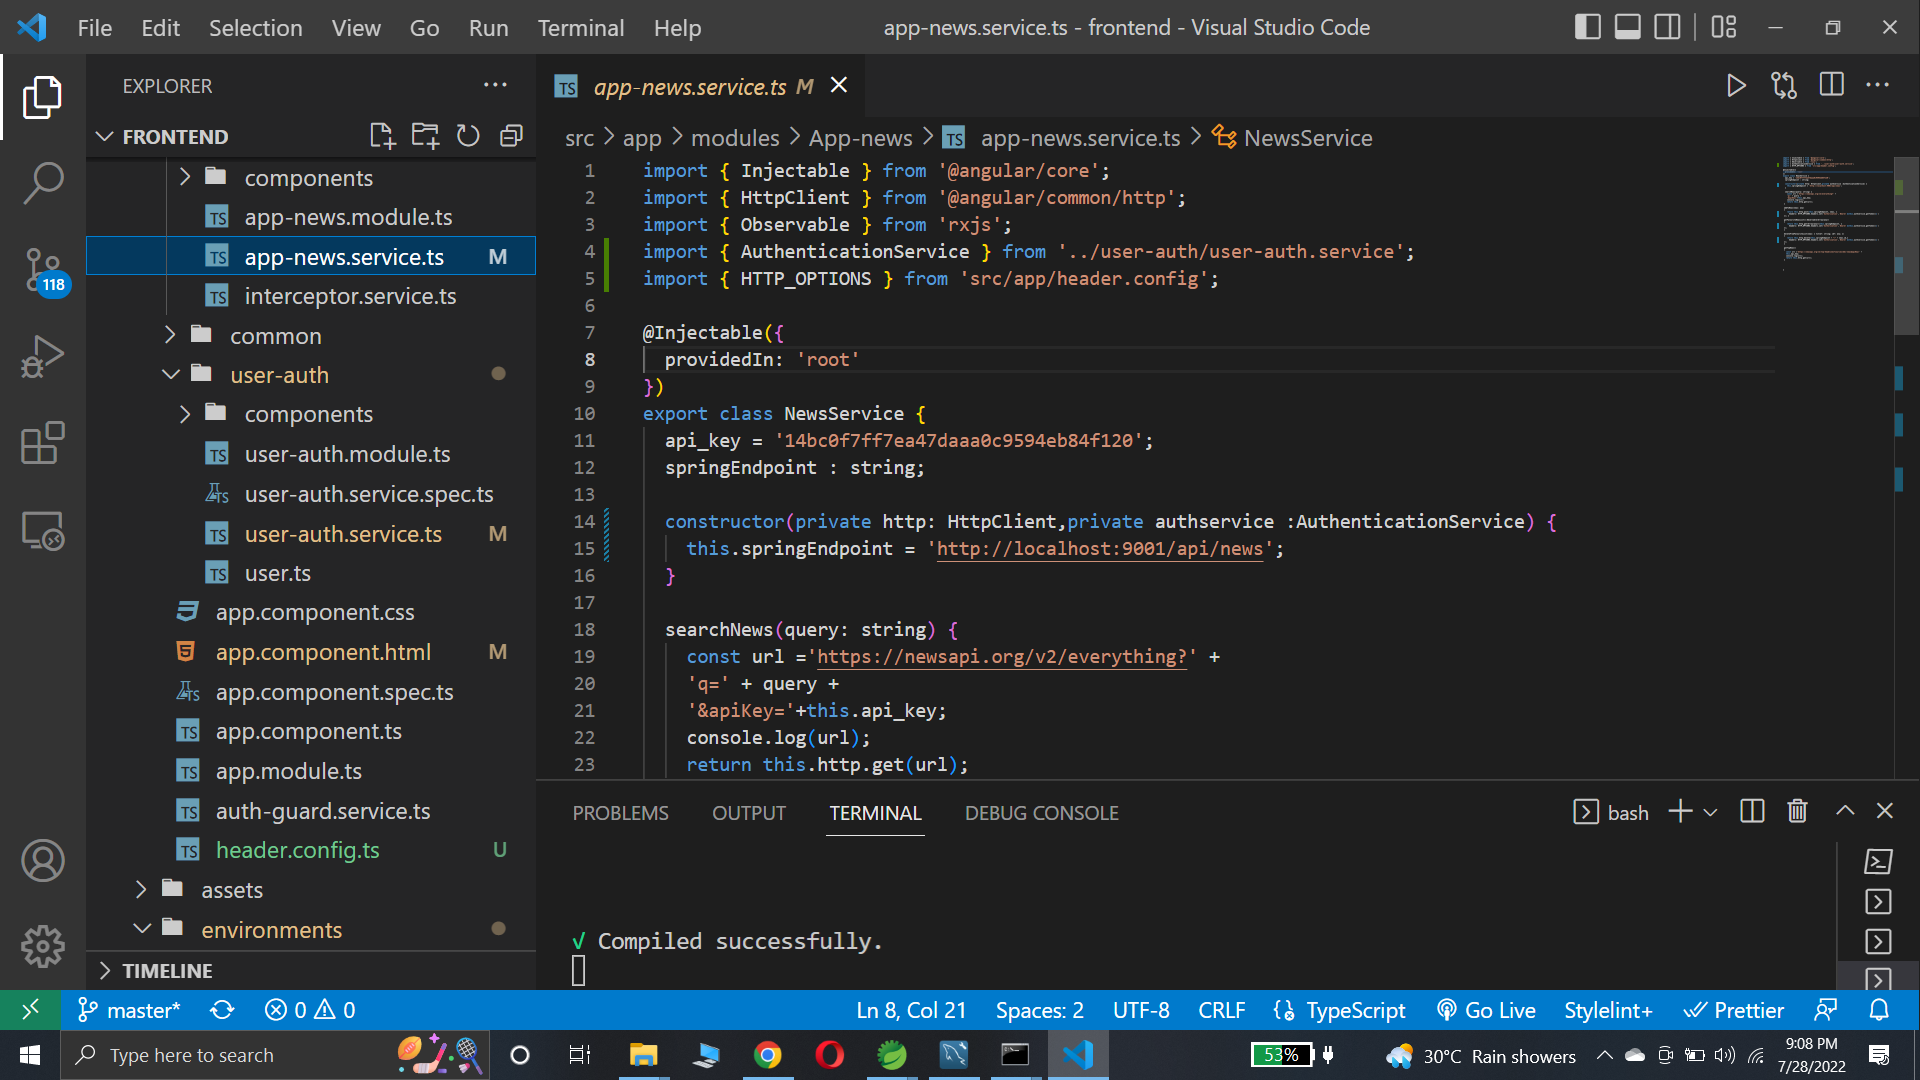 File Edit Selection View Go Run Terminal Help
app-news.service.ts - frontend - Visual Studio Code
EXPLORER
FRONTEND
components
app-news.module.ts
app-news.service.ts M
interceptor.service.ts
common
user-auth
components
user-auth.module.ts
user-auth.service.spec.ts
user-auth.service.ts M
user.ts
app.component.css
app.component.html M
app.component.spec.ts
app.component.ts
app.module.ts
auth-guard.service.ts
header.config.ts U
assets
environments
TIMELINE
118
app-news.service.ts M
src > app > modules > App-news > app-news.service.ts > NewsService
1 import { Injectable } from '@angular/core';
2 import { HttpClient } from '@angular/common/http';
3 import { Observable } from 'rxjs';
4 import { AuthenticationService } from '../user-auth/user-auth.service';
5 import { HTTP_OPTIONS } from 'src/app/header.config';
6
7 @Injectable({
8 providedIn: 'root'
9 })
10 export class NewsService {
11 api_key = '14bc0f7ff7ea47daaa0c9594eb84f120';
12 springEndpoint : string;
13
14 constructor(private http: HttpClient,private authservice :AuthenticationService) {
15 this.springEndpoint = 'http://localhost:9001/api/news';
16 }
17
18 searchNews(query: string) {
19 const url ='https://newsapi.org/v2/everything?' +
20 'q=' + query +
21 '&apiKey='+this.api_key;
22 console.log(url);
23 return this.http.get(url);
PROBLEMS OUTPUT TERMINAL DEBUG CONSOLE
bash
√ Compiled successfully.
master* 0 0
Ln 8, Col 21 Spaces: 2 UTF-8 CRLF TypeScript Go Live Stylelint+ Prettier
Type here to search
53%
30°C Rain showers
9:08 PM
7/28/2022